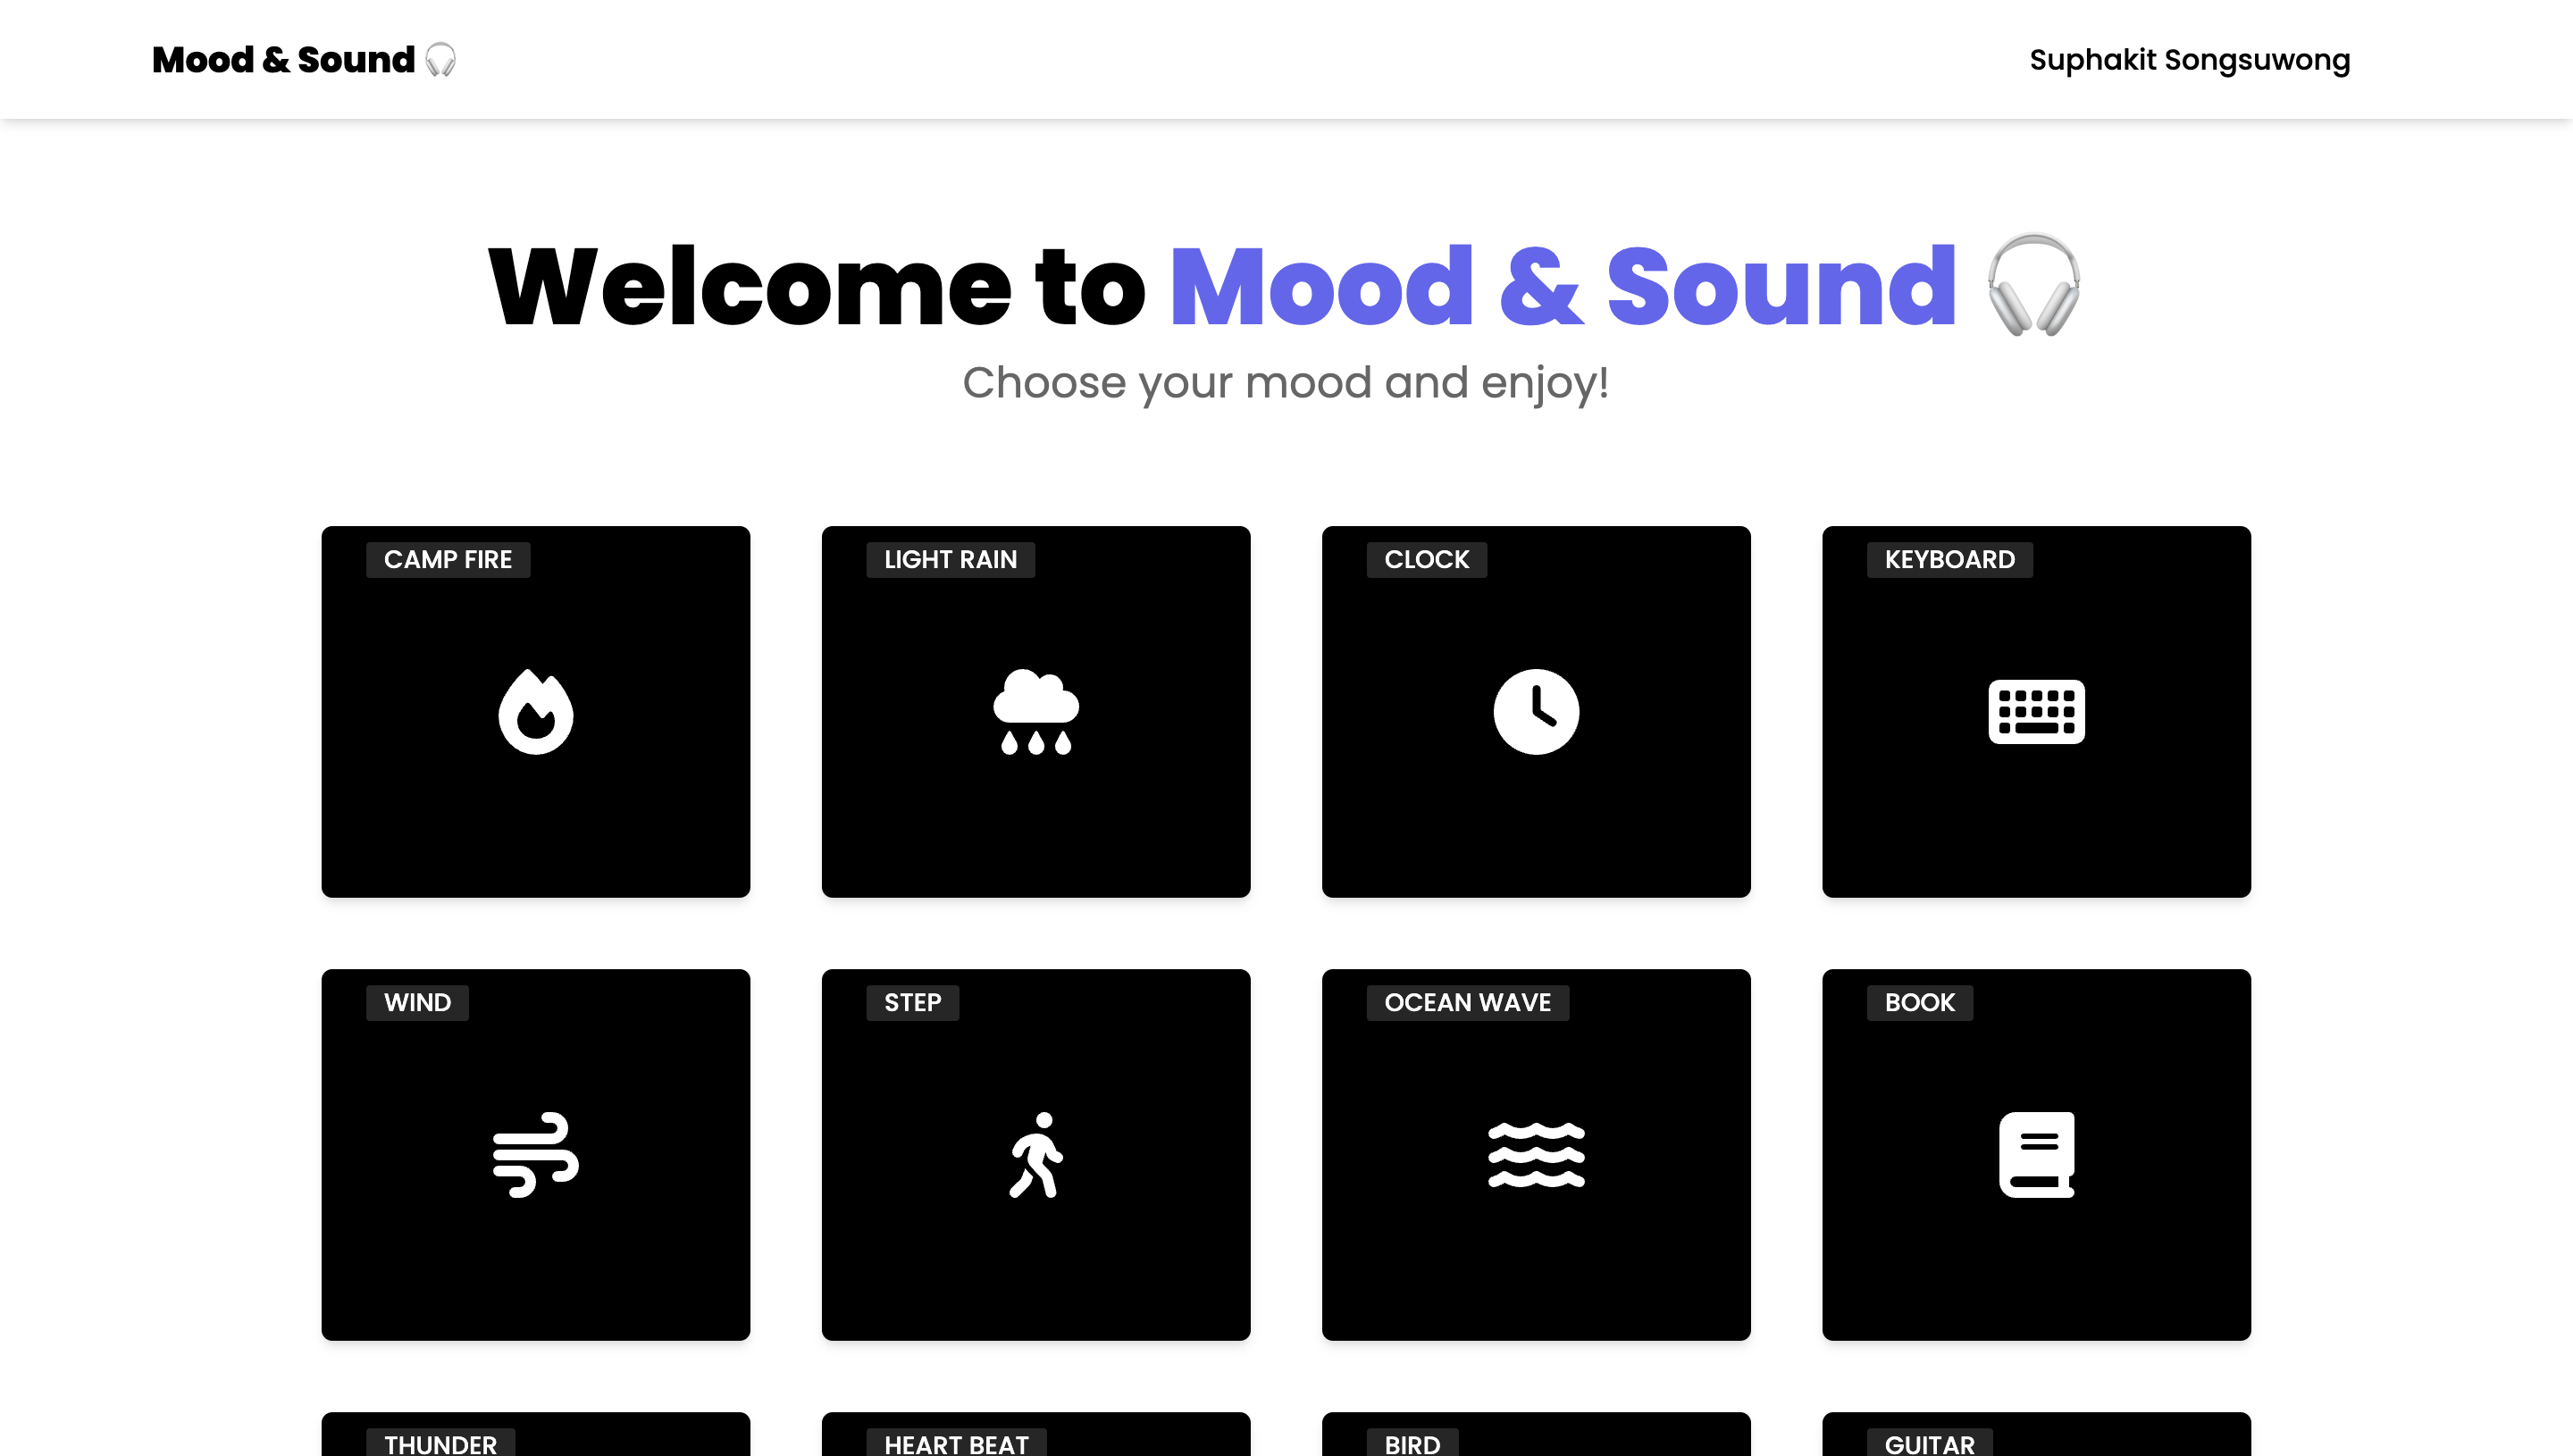 Mood & Sound 🎧
Suphakit Songsuwong
Welcome to Mood & Sound 🎧
Choose your mood and enjoy!
CAMP FIRE
LIGHT RAIN
CLOCK
KEYBOARD
WIND
STEP
OCEAN WAVE
BOOK
THUNDER
HEART BEAT
BIRD
GUITAR